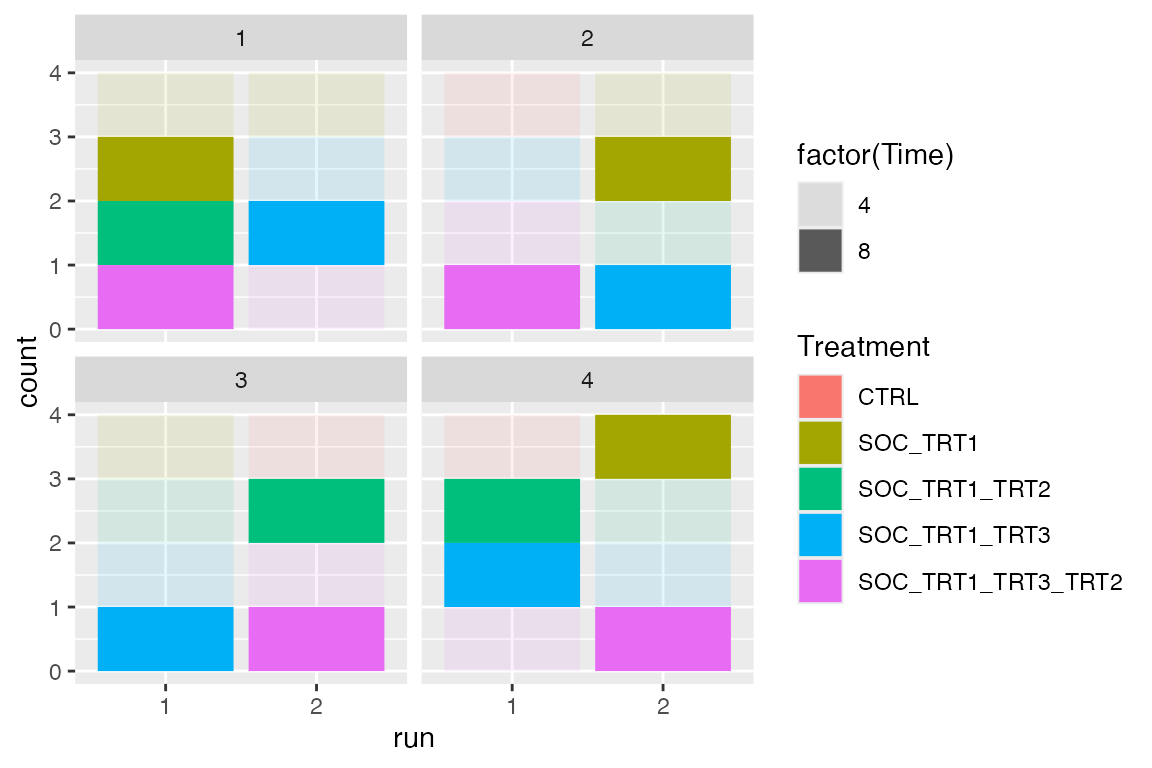 1
2
4
3
2
1
0
3
4
4
3
2
1
0
1
2
1
2
count
run
factor(Time)
4
8
Treatment
CTRL
SOC_TRT1
SOC_TRT1_TRT2
SOC_TRT1_TRT3
SOC_TRT1_TRT3_TRT2